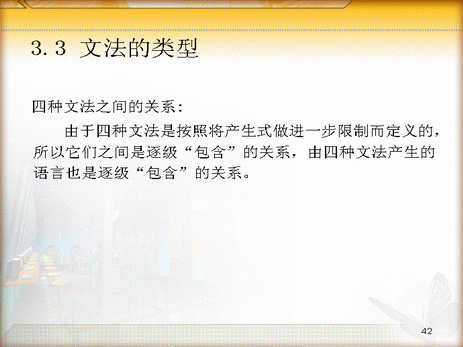 3.3 文法的类型
四种文法之间的关系:
由于四种文法是按照将产生式做进一步限制而定义的,
所以它们之间是逐级“包含”的关系, 由四种文法产生的
语言也是逐级“包含”的关系。
42